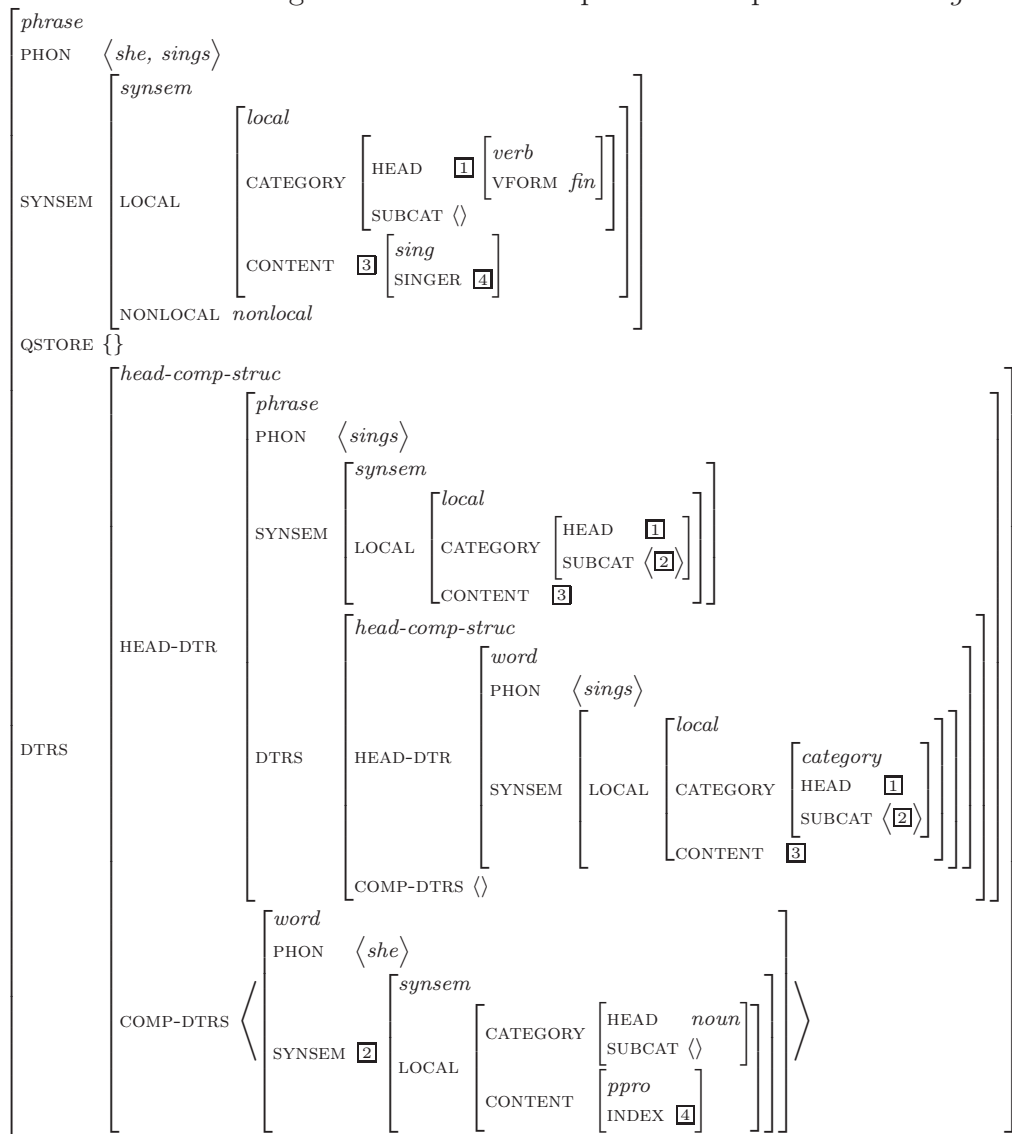 phrase
PHON ⟨she, sings⟩
synsem
local
verb
HEAD 1
VFORM fin
CATEGORY
SUBCAT ⟨⟩
SYNSEM LOCAL
sing
CONTENT 3
SINGER 4
NONLOCAL nonlocal
QSTORE {}
head-comp-struc
phrase
PHON ⟨sings⟩
synsem
local
HEAD 1
SYNSEM
LOCAL CATEGORY
SUBCAT ⟨2⟩
CONTENT 3
head-comp-struc
HEAD-DTR
word
PHON ⟨sings⟩
local
category
DTRS
DTRS HEAD-DTR
HEAD 1
SYNSEM LOCAL CATEGORY
SUBCAT ⟨2⟩
CONTENT 3
COMP-DTRS ⟨⟩
word
PHON ⟨she⟩
synsem
HEAD noun
COMP-DTRS
CATEGORY
SUBCAT ⟨⟩
SYNSEM 2
LOCAL
ppro
CONTENT
INDEX 4